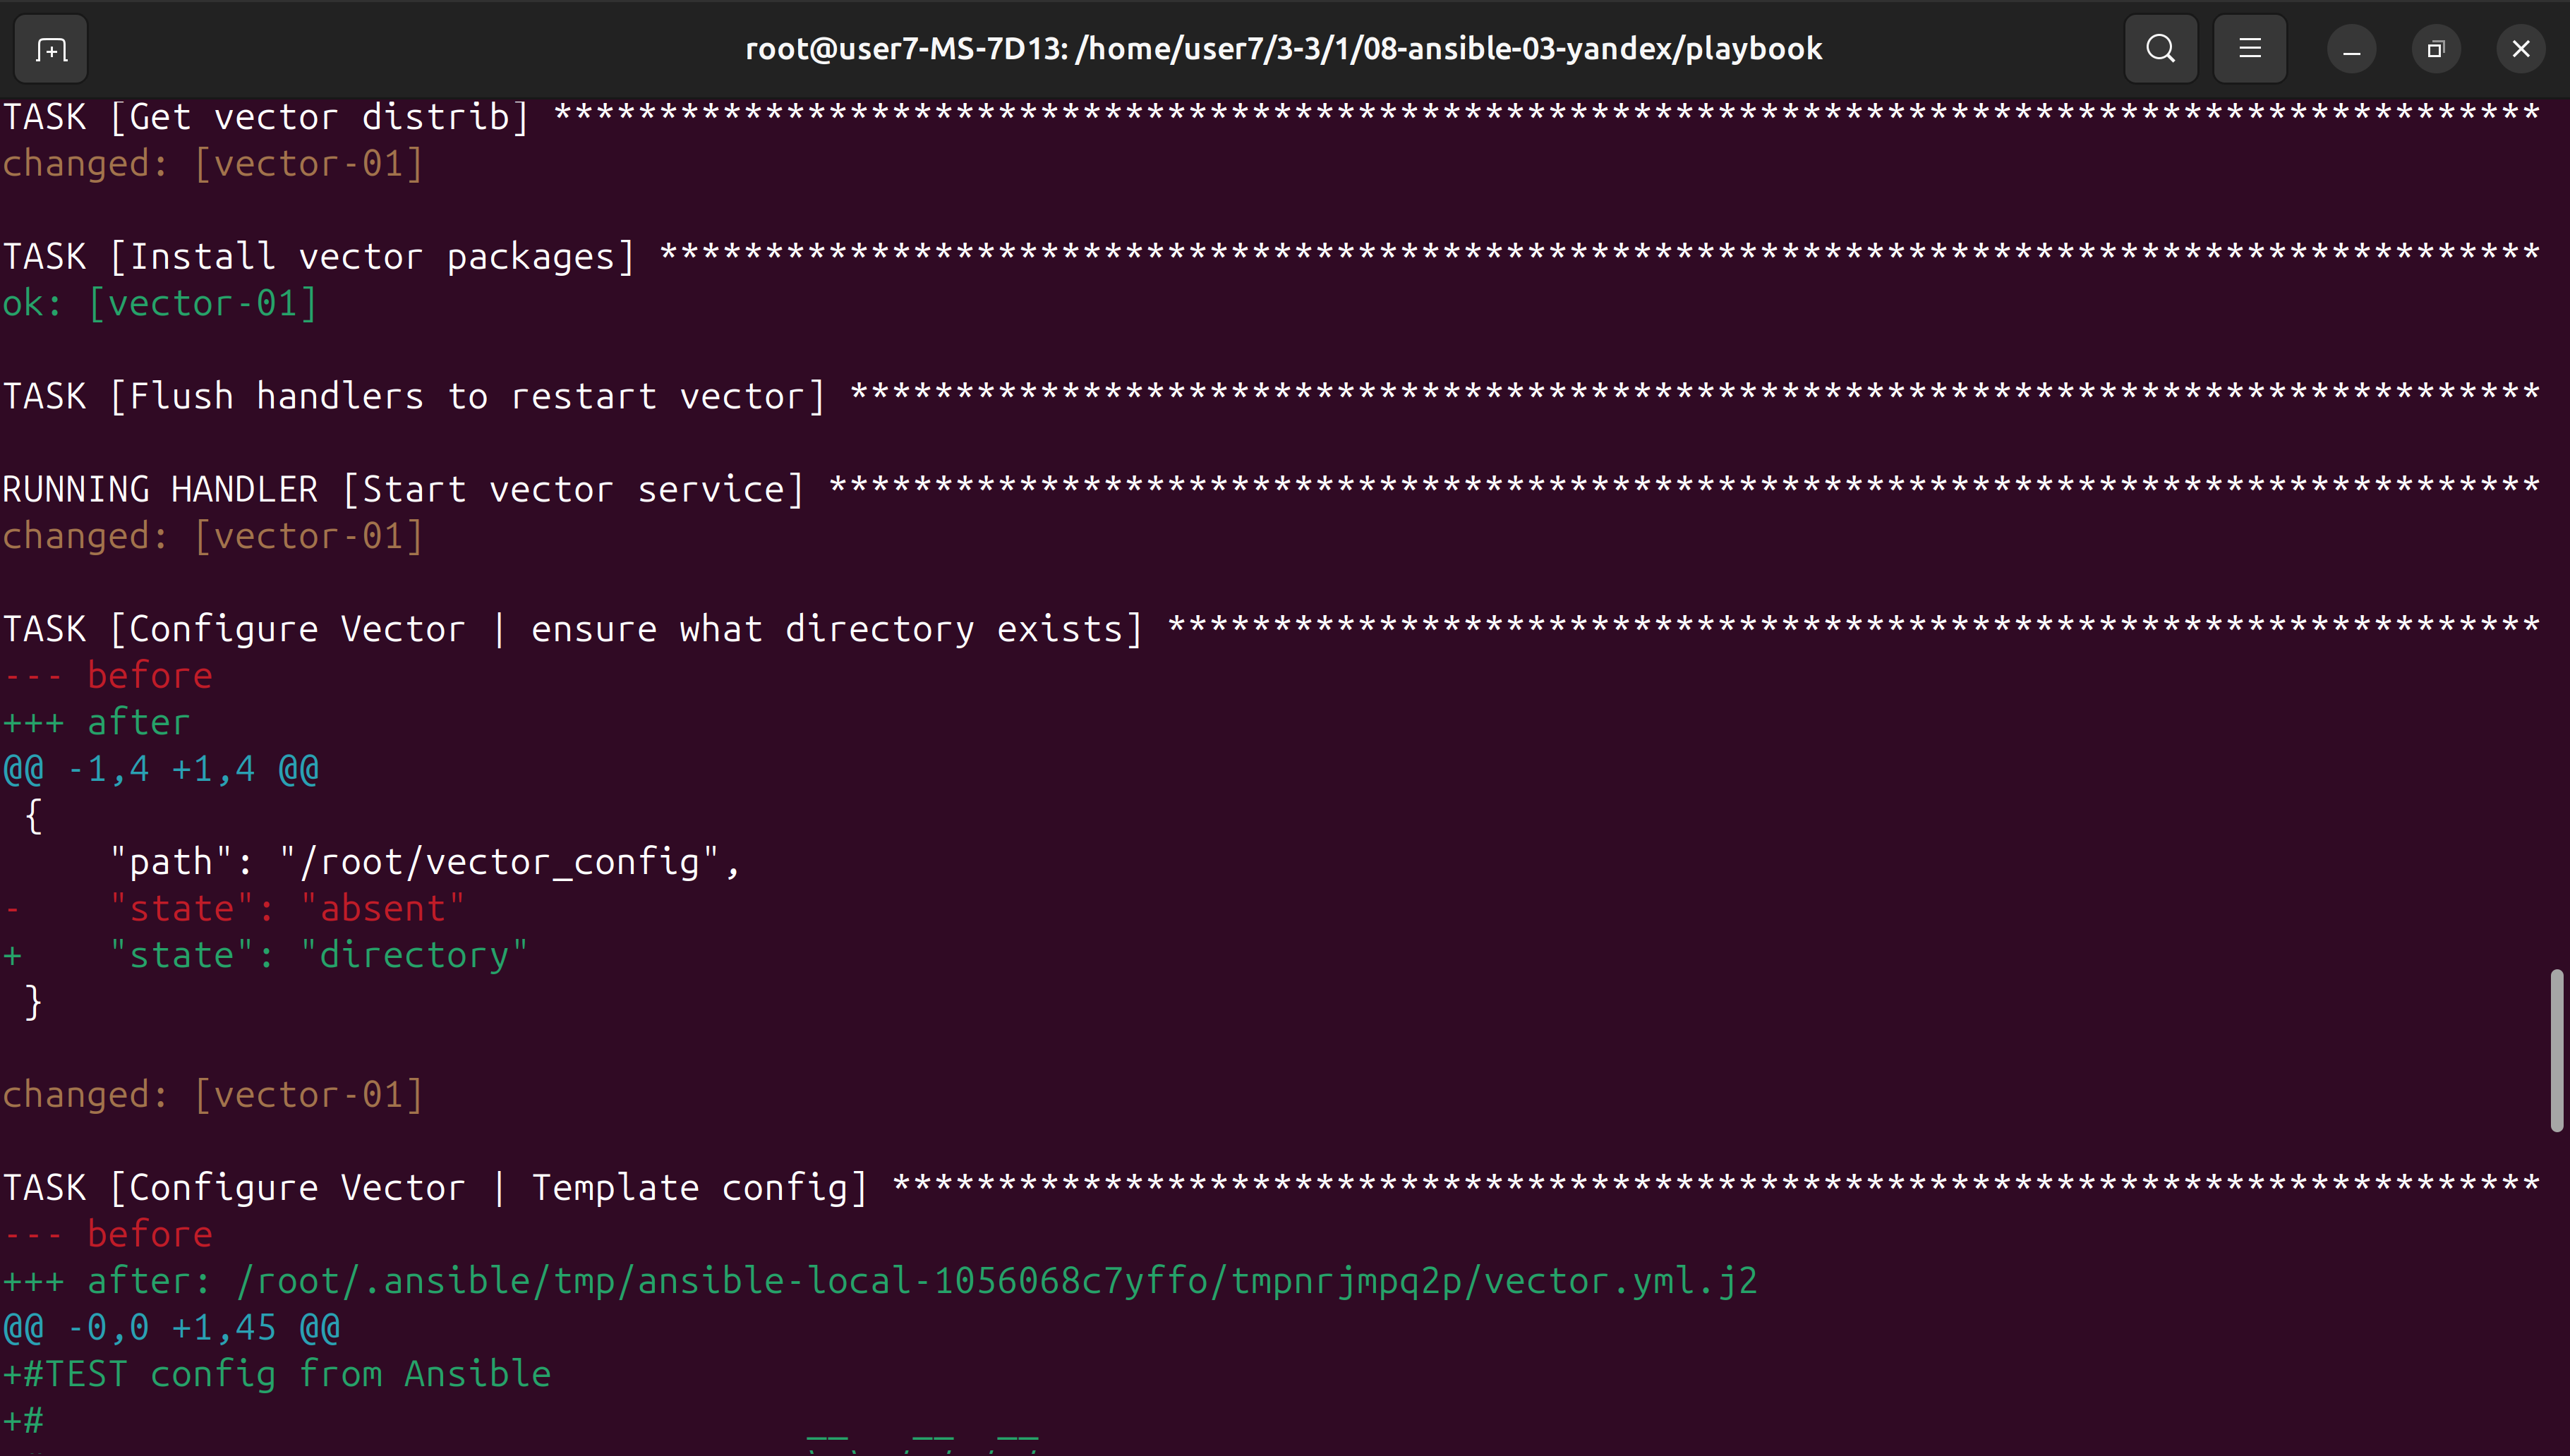 root@user7-MS-7D13: /home/user7/3-3/1/08-ansible-03-yandex/playbook
TASK [Get vector distrib] **********************************************************************************************
changed: [vector-01]
TASK [Install vector packages] *****************************************************************************************
ok: [vector-01]
TASK [Flush handlers to restart vector] ********************************************************************************
RUNNING HANDLER [Start vector service] *********************************************************************************
changed: [vector-01]
TASK [Configure Vector | ensure what directory exists] *****************************************************************
--- before
+++ after
@@ -1,4 +1,4 @@
 {
     "path": "/root/vector_config",
-    "state": "absent"
+    "state": "directory"
 }
changed: [vector-01]
TASK [Configure Vector | Template config] ******************************************************************************
--- before
+++ after: /root/.ansible/tmp/ansible-local-1056068c7yffo/tmpnrjmpq2p/vector.yml.j2
@@ -0,0 +1,45 @@
+#TEST config from Ansible
+#